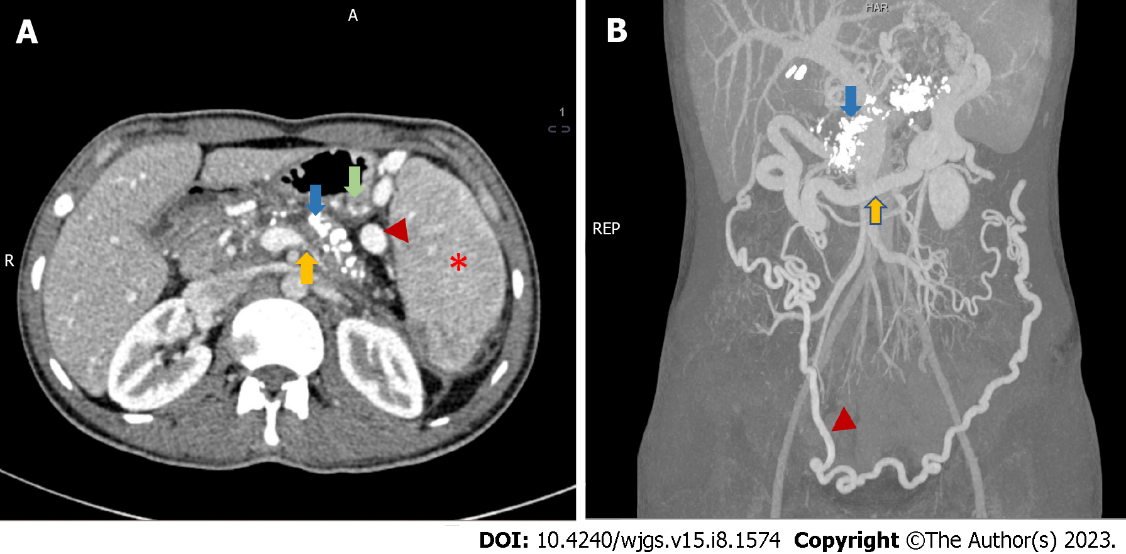 A
A
1
R
*
B
HAR
REP
DOI: 10.4240/wjgs.v15.i8.1574 Copyright ©The Author(s) 2023.